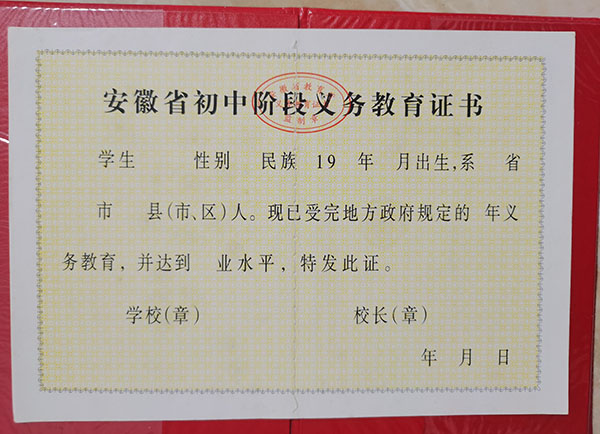 安徽省初中阶段义务教育证书
学生 性别 民族 19 年 月出生,系 省
市 县(市、区)人。现已受完地方政府规定的 年义
务教育,并达到 业水平,特发此证。
学校(章) 校长(章)
年 月 日